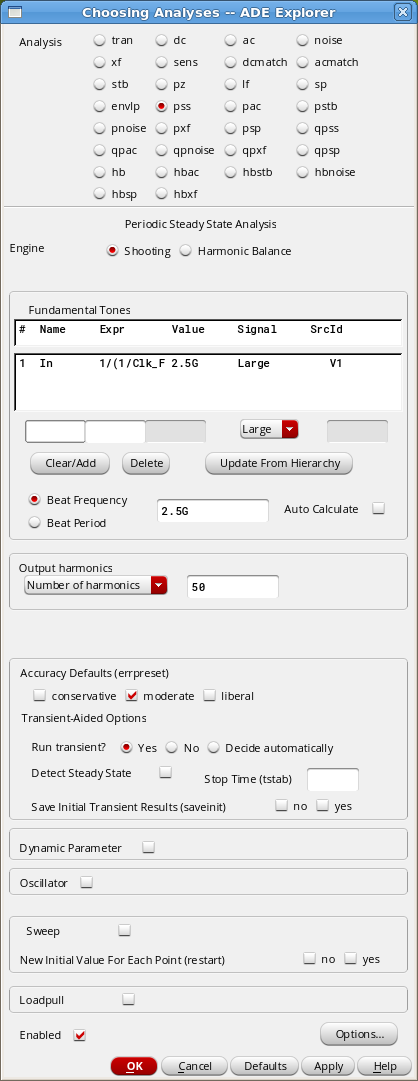 Choosing Analyses -- ADE Explorer
Analysis tran dc ac noise
xf sens dcmatch acmatch
stb pz lf sp
envlp pss pac pstb
pnoise pxf psp qpss
qpac qpnoise qpxf qpsp
hb hbac hbstb hbnoise
hbsp hbxf
Periodic Steady State Analysis
Engine Shooting Harmonic Balance
Fundamental Tones
# Name Expr Value Signal SrcId
1 In 1/(1/Clk_F 2.5G Large V1
Large
Clear/Add Delete Update From Hierarchy
Beat Frequency
2.5G Auto Calculate
Beat Period
Output harmonics
Number of harmonics 50
Accuracy Defaults (errpreset)
conservative moderate liberal
Transient-Aided Options
Run transient? Yes No Decide automatically
Detect Steady State Stop Time (tstab)
Save Initial Transient Results (saveinit) no yes
Dynamic Parameter
Oscillator
Sweep
New Initial Value For Each Point (restart) no yes
Loadpull
Enabled Options...
OK Cancel Defaults Apply Help